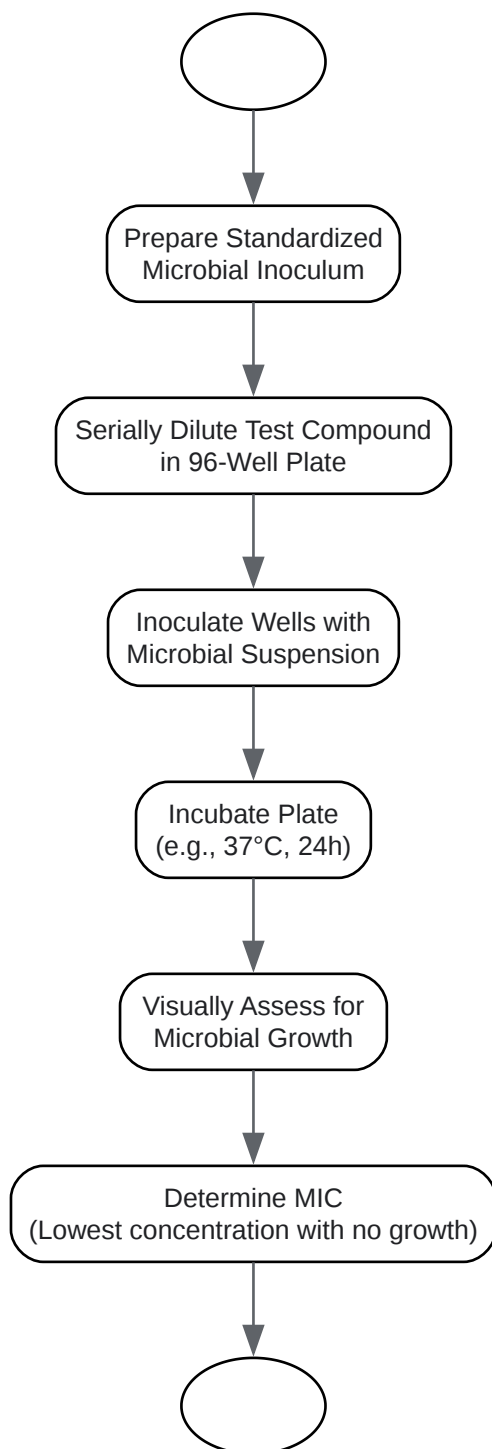 Prepare Standardized
Microbial Inoculum
Serially Dilute Test Compound
in 96-Well Plate
Inoculate Wells with
Microbial Suspension
Incubate Plate
(e.g., 37°C, 24h)
Visually Assess for
Microbial Growth
Determine MIC
(Lowest concentration with no growth)